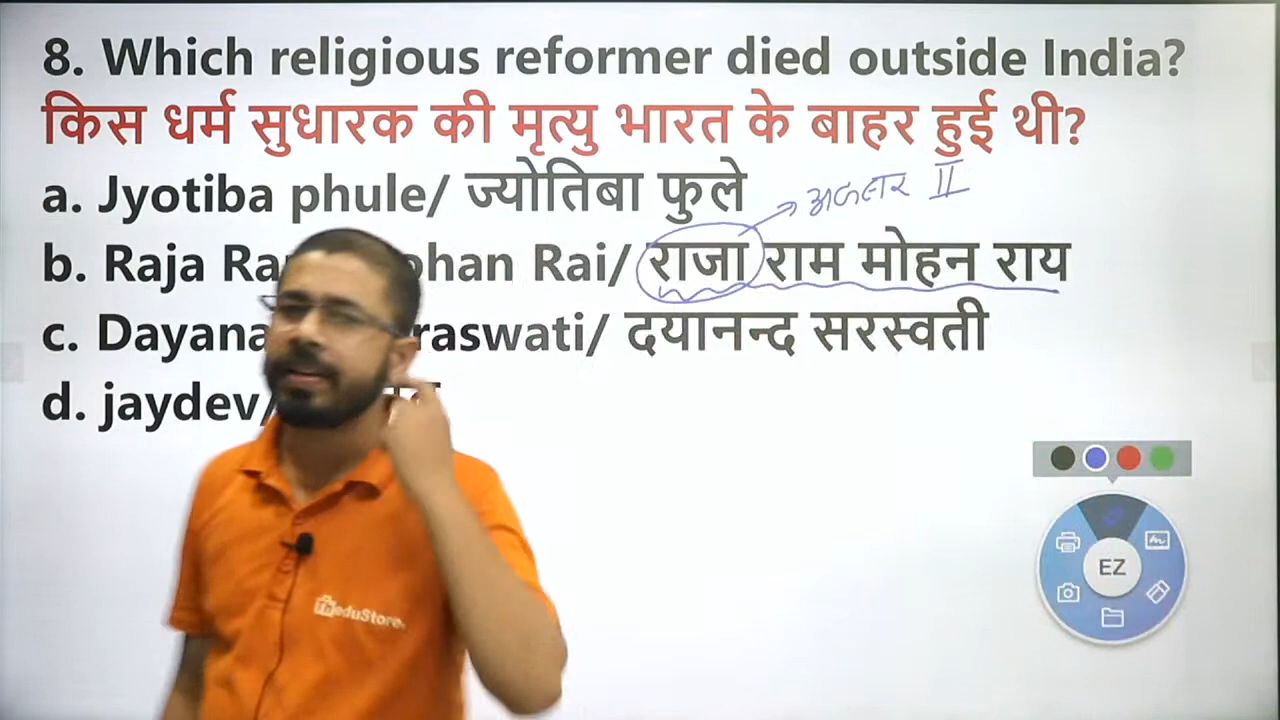 8. Which religious reformer died outside India?
किस धर्म सुधारक की मृत्यु भारत के बाहर हुई थी?
a. Jyotiba phule/ ज्योतिबा फुले
अकबर II
b. Raja Ra ohan Rai/ राजा राम मोहन राय
c. Dayana raswati/ दयानन्द सरस्वती
d. jaydev/
TheduStore
EZ